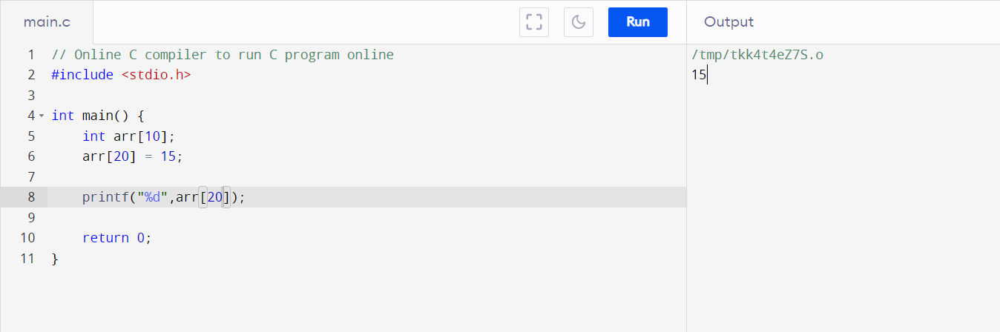 main.c
Run
Output
1 // Online C compiler to run C program online
2 #include <stdio.h>
3
4 int main() {
5     int arr[10];
6     arr[20] = 15;
7
8     printf("%d",arr[20]);
9
10     return 0;
11 }
/tmp/tkk4t4eZ7S.o
15